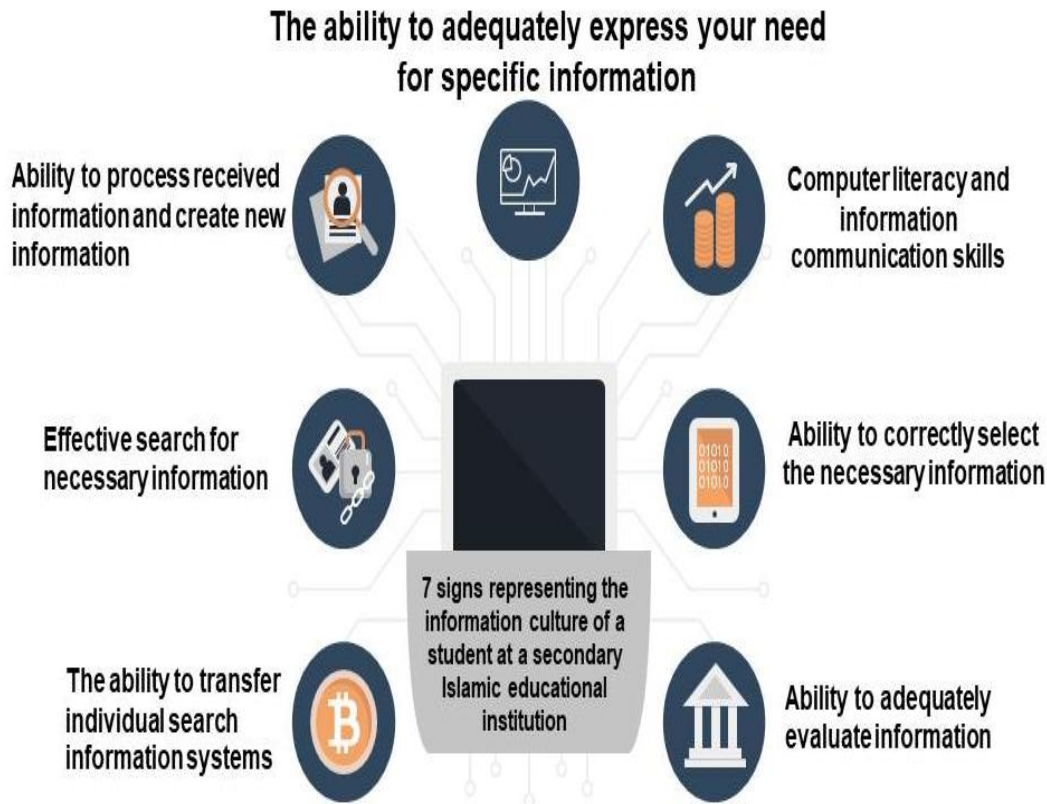 The ability to adequately express your need
for specific information
Ability to process received
information and create new
information
Computer literacy and
information
communication skills
Effective search for
necessary information
Ability to correctly select
the necessary information
01010
01010
01010
7 signs representing the
information culture of a
student at a secondary
Islamic educational
institution
The ability to transfer
individual search
information systems
Ability to adequately
evaluate information